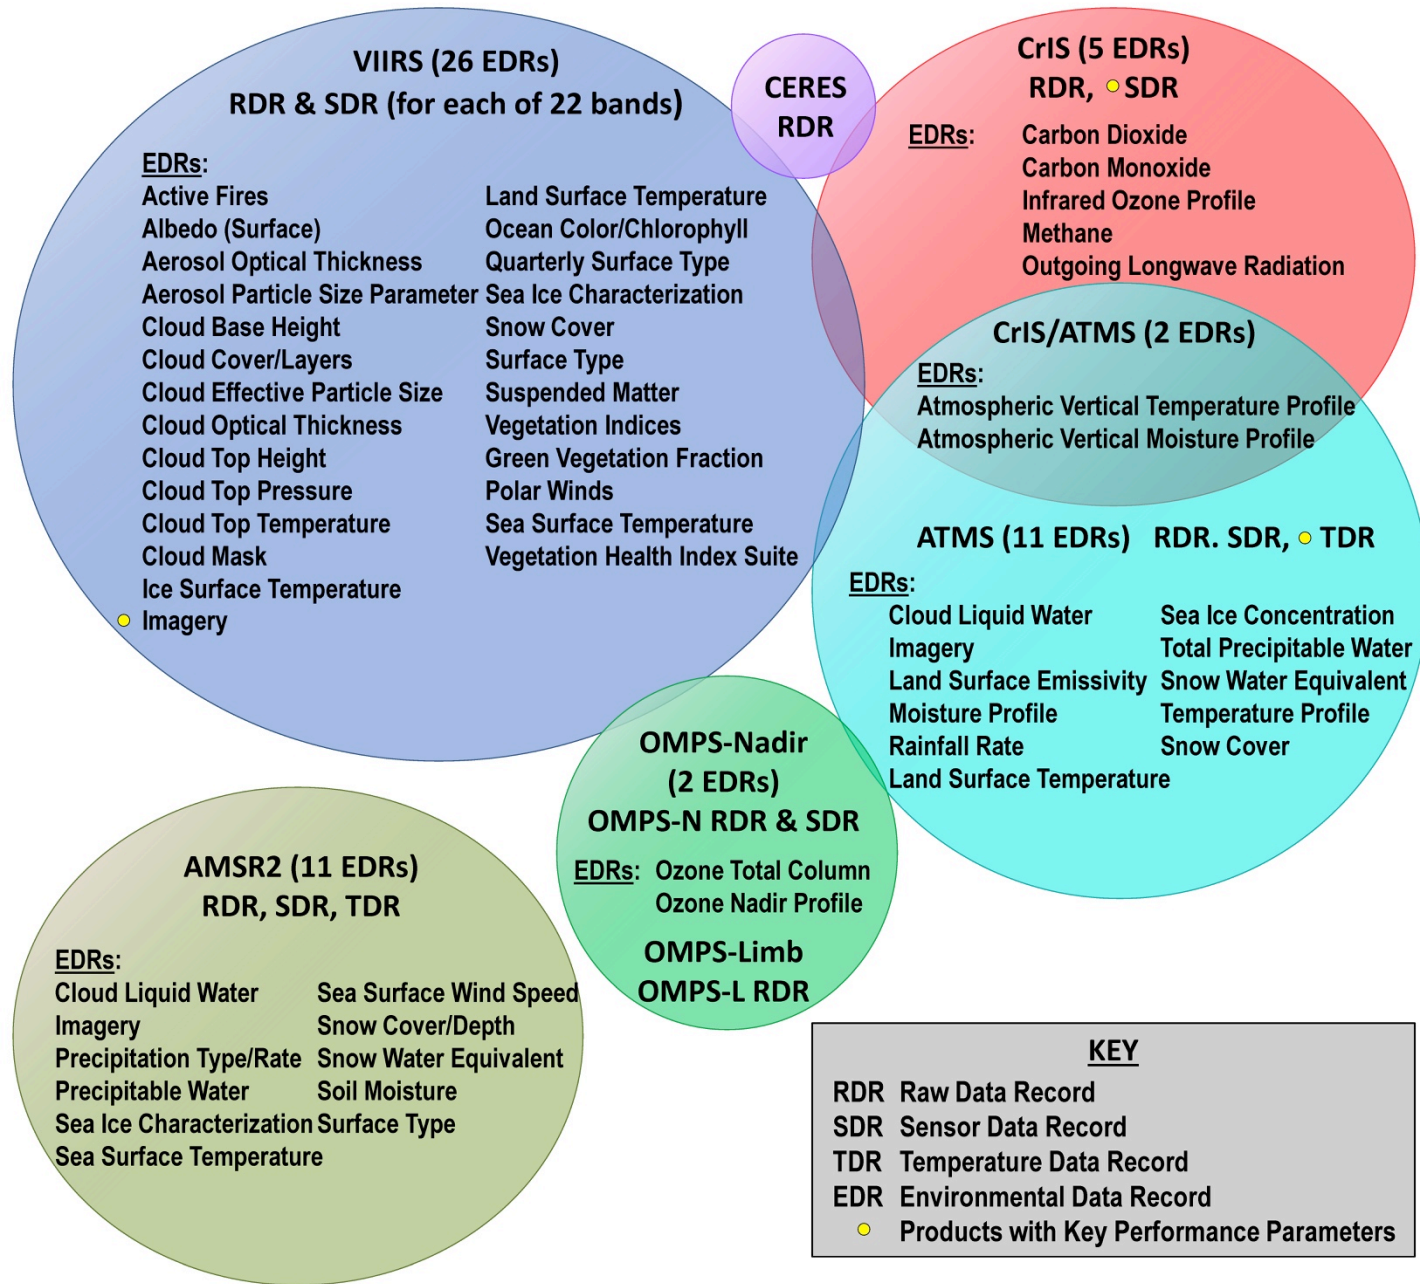 VIIRS (26 EDRs)
RDR & SDR (for each of 22 bands)
EDRs:
Active Fires
Albedo (Surface)
Aerosol Optical Thickness
Aerosol Particle Size Parameter
Cloud Base Height
Cloud Cover/Layers
Cloud Effective Particle Size
Cloud Optical Thickness
Cloud Top Height
Cloud Top Pressure
Cloud Top Temperature
Cloud Mask
Ice Surface Temperature
Imagery
Land Surface Temperature
Ocean Color/Chlorophyll
Quarterly Surface Type
Sea Ice Characterization
Snow Cover
Surface Type
Suspended Matter
Vegetation Indices
Green Vegetation Fraction
Polar Winds
Sea Surface Temperature
Vegetation Health Index Suite
CERES
RDR
CrIS (5 EDRs)
RDR, SDR
EDRs:
Carbon Dioxide
Carbon Monoxide
Infrared Ozone Profile
Methane
Outgoing Longwave Radiation
CrIS/ATMS (2 EDRs)
EDRs:
Atmospheric Vertical Temperature Profile
Atmospheric Vertical Moisture Profile
ATMS (11 EDRs) RDR. SDR, TDR
EDRs:
Cloud Liquid Water
Imagery
Land Surface Emissivity
Moisture Profile
Rainfall Rate
Land Surface Temperature
Sea Ice Concentration
Total Precipitable Water
Snow Water Equivalent
Temperature Profile
Snow Cover
OMPS-Nadir
(2 EDRs)
OMPS-N RDR & SDR
EDRs: Ozone Total Column
Ozone Nadir Profile
OMPS-Limb
OMPS-L RDR
AMSR2 (11 EDRs)
RDR, SDR, TDR
EDRs:
Cloud Liquid Water
Imagery
Precipitation Type/Rate
Precipitable Water
Sea Ice Characterization
Sea Surface Temperature
Sea Surface Wind Speed
Snow Cover/Depth
Snow Water Equivalent
Soil Moisture
Surface Type
KEY
RDR Raw Data Record
SDR Sensor Data Record
TDR Temperature Data Record
EDR Environmental Data Record
Products with Key Performance Parameters